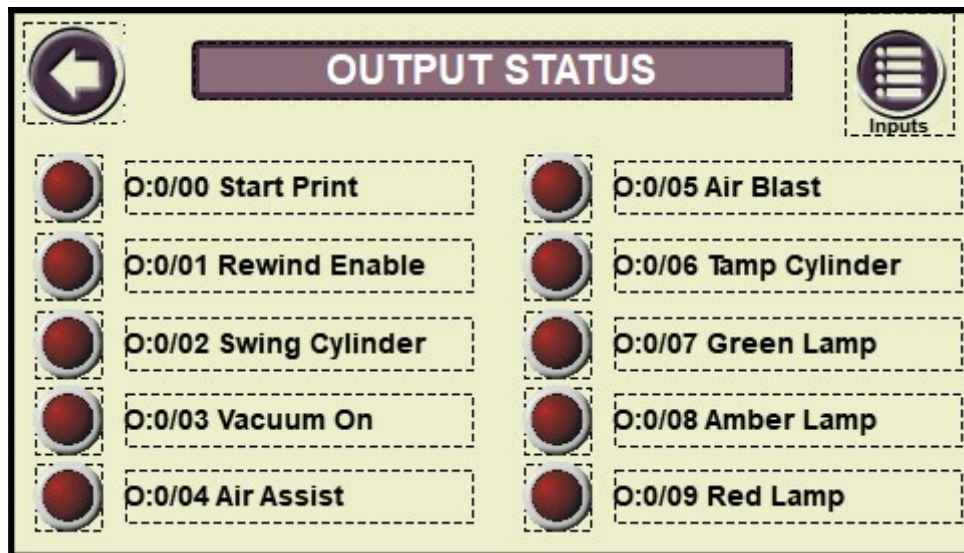 OUTPUT STATUS
Inputs
O:0/00 Start Print
O:0/01 Rewind Enable
O:0/02 Swing Cylinder
O:0/03 Vacuum On
O:0/04 Air Assist
O:0/05 Air Blast
O:0/06 Tamp Cylinder
O:0/07 Green Lamp
O:0/08 Amber Lamp
O:0/09 Red Lamp